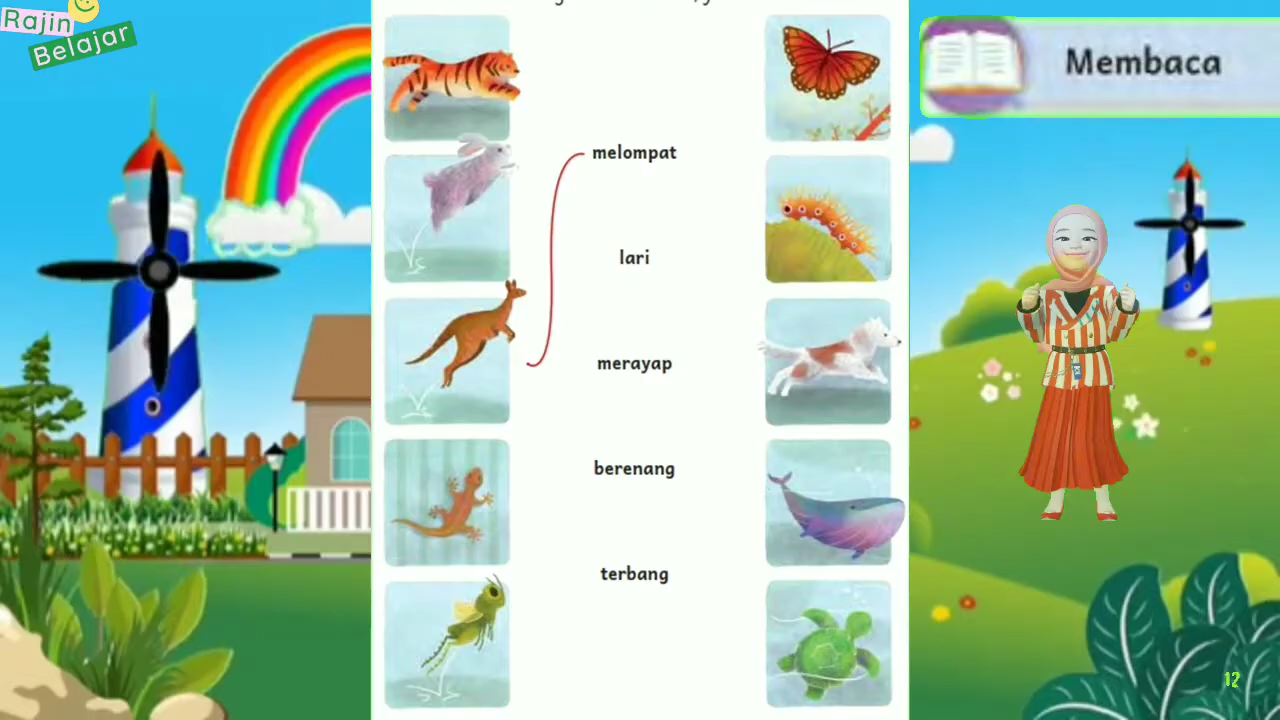 Rajin
Belajar
Membaca
melompat
lari
merayap
berenang
terbang
12